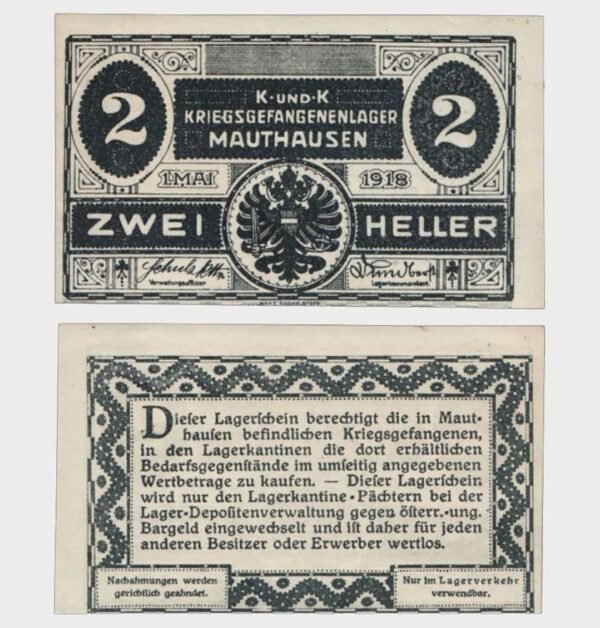 2
2
K-UND-K
KRIEGSGEFANGENENLAGER
MAUTHAUSEN
1. MAI 1918
ZWEI HELLER
Verwaltungsoffizier
Lagerkommandant
Dieſer Lagerſchein berechtigt die in Maut-
hauſen befindlichen Kriegsgefangenen,
in den Lagerkantinen die dort erhältlichen
Bedarfsgegenſtände im umſeitig angegebenen
Wertbetrage zu kaufen. — Dieſer Lagerſchein
wird nur den Lagerkantine-Pächtern bei der
Lager-Depoſitenverwaltung gegen öſterr.-ung.
Bargeld eingewechſelt und iſt daher für jeden
anderen Beſitzer oder Erwerber wertlos.
Nachahmungen werden
gerichtlich geahndet.
Nur im Lagerverkehr
verwendbar.